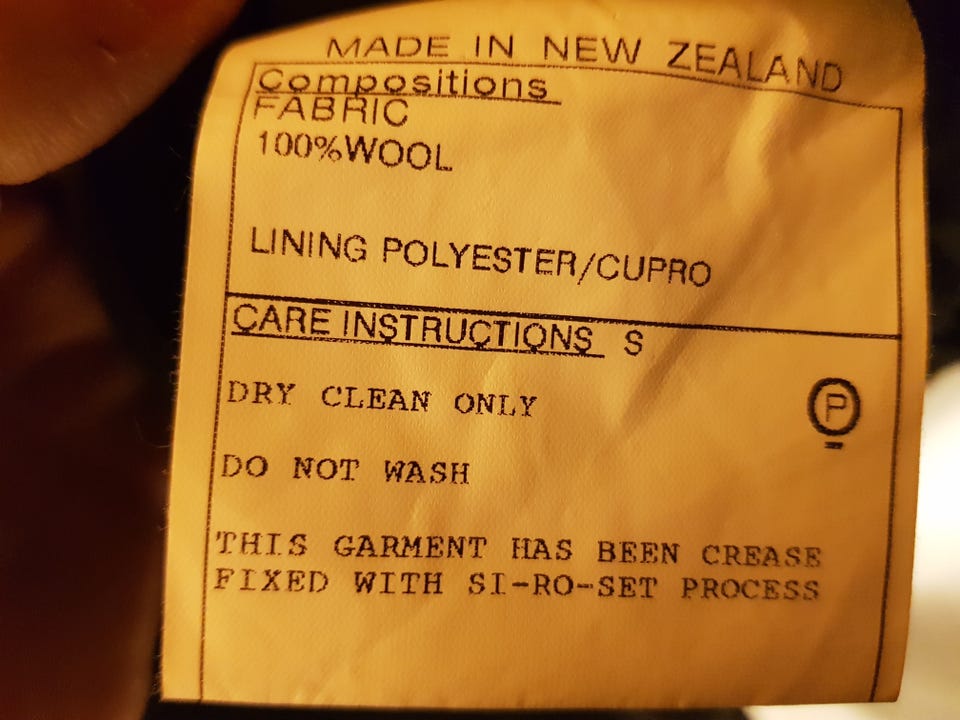 MADE IN NEW ZEALAND
Compositions
FABRIC
100%WOOL
LINING POLYESTER/CUPRO
CARE INSTRUCTIONS S
DRY CLEAN ONLY
P
DO NOT WASH
THIS GARMENT HAS BEEN CREASE
FIXED WITH SI-RO-SET PROCESS